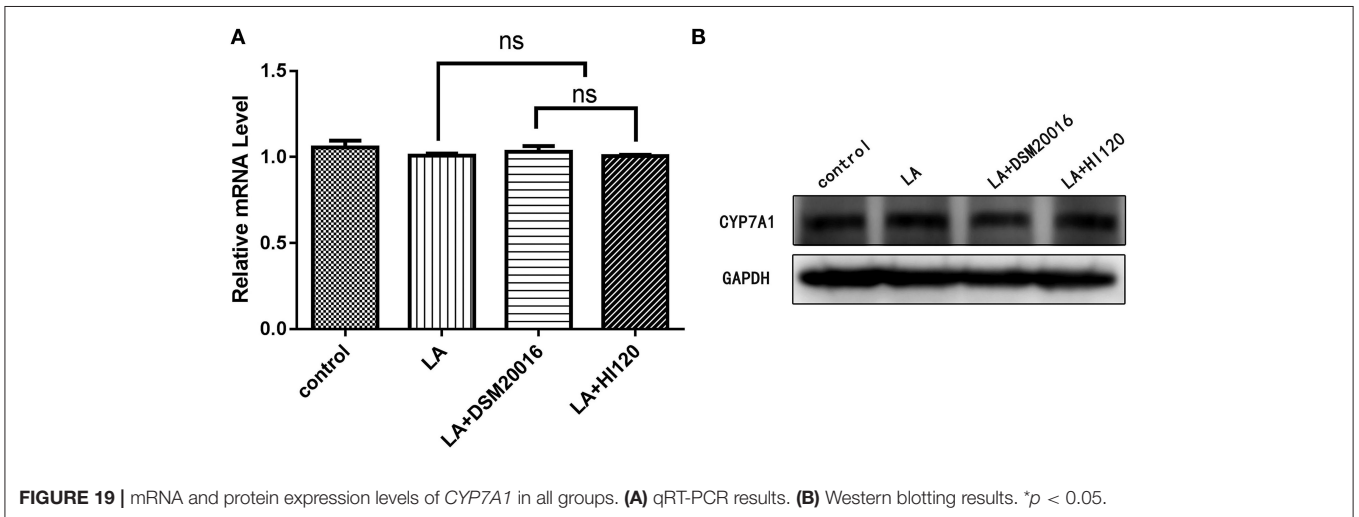 A
ns
ns
1.5
1.0
0.5
0.0
Relative mRNA Level
control
LA
LA+DSM20016
LA+HI120
B
control
LA
LA+DSM20016
LA+HI120
CYP7A1
GAPDH
FIGURE 19 | mRNA and protein expression levels of CYP7A1 in all groups. (A) qRT-PCR results. (B) Western blotting results. *p < 0.05.